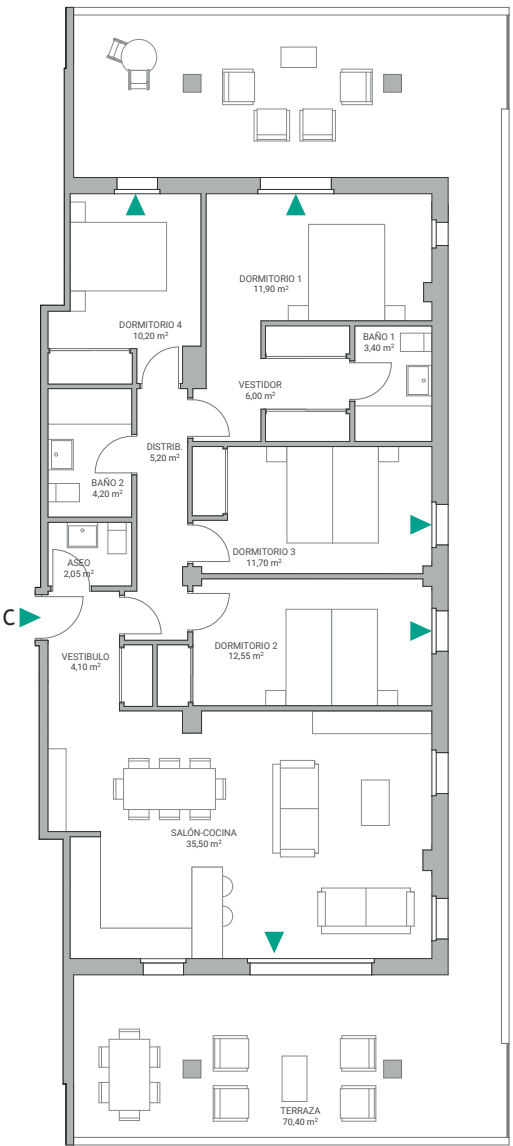 DORMITORIO 1
11,90 m²
DORMITORIO 4
10,20 m²
BAÑO 1
3,40 m²
VESTIDOR
6,00 m²
DISTRIB.
5,20 m²
BAÑO 2
4,20 m²
DORMITORIO 3
11,70 m²
ASEO
2,05 m²
C
DORMITORIO 2
12,55 m²
VESTIBULO
4,10 m²
SALÓN-COCINA
35,50 m²
TERRAZA
70,40 m²